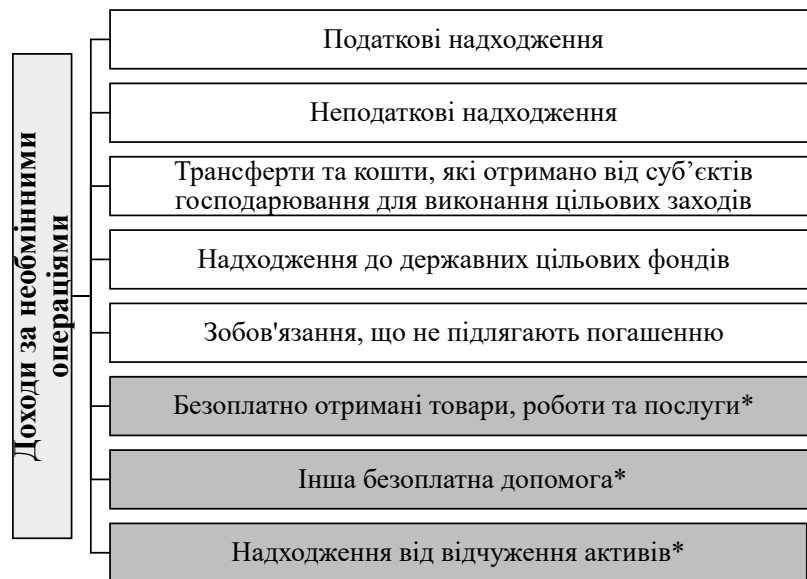 Доходи за необмінними
операціями
Податкові надходження
Неподаткові надходження
Трансферти та кошти, які отримано від суб’єктів
господарювання для виконання цільових заходів
Надходження до державних цільових фондів
Зобов'язання, що не підлягають погашенню
Безоплатно отримані товари, роботи та послуги*
Інша безоплатна допомога*
Надходження від відчуження активів*